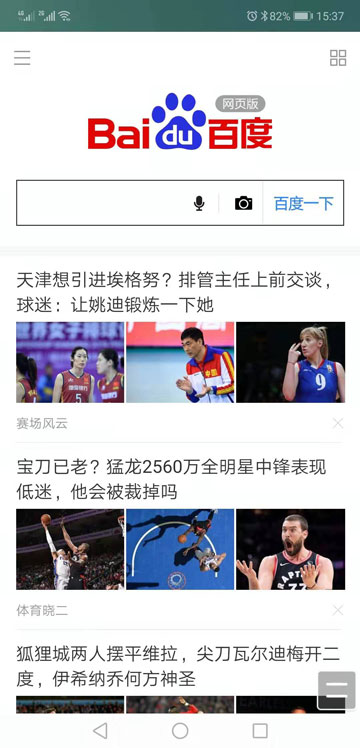 4G 2G 82% 15:37
网页版
Bai du 百度
百度一下
天津想引进埃格努？排管主任上前交谈，
球迷：让姚迪锻炼一下她
5
9
赛场风云
宝刀已老？猛龙2560万全明星中锋表现
低迷，他会被裁掉吗
RAPTORS
体育晓二
狐狸城两人摆平维拉，尖刀瓦尔迪梅开二
度，伊希纳乔何方神圣